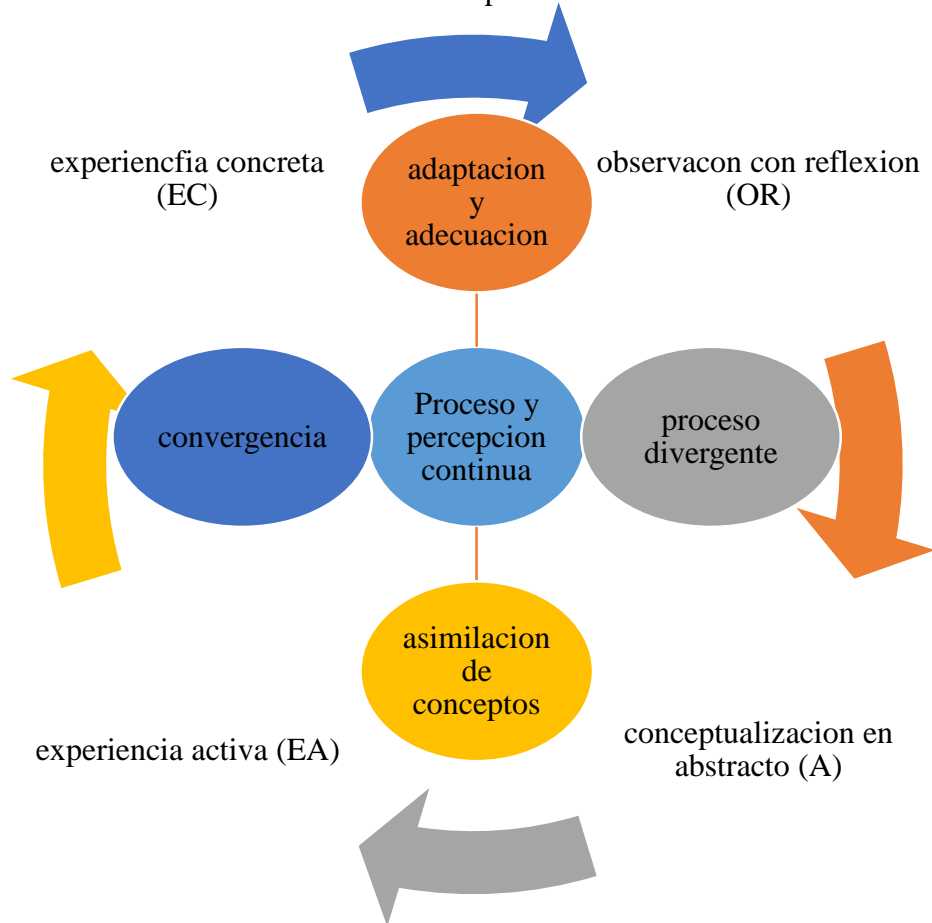 experiencfia concreta
(EC)
adaptacion
y
adecuacion
observacon con reflexion
(OR)
convergencia
Proceso y
percepcion
continua
proceso
divergente
asimilacion
de
conceptos
experiencia activa (EA)
conceptualizacion en
abstracto (A)